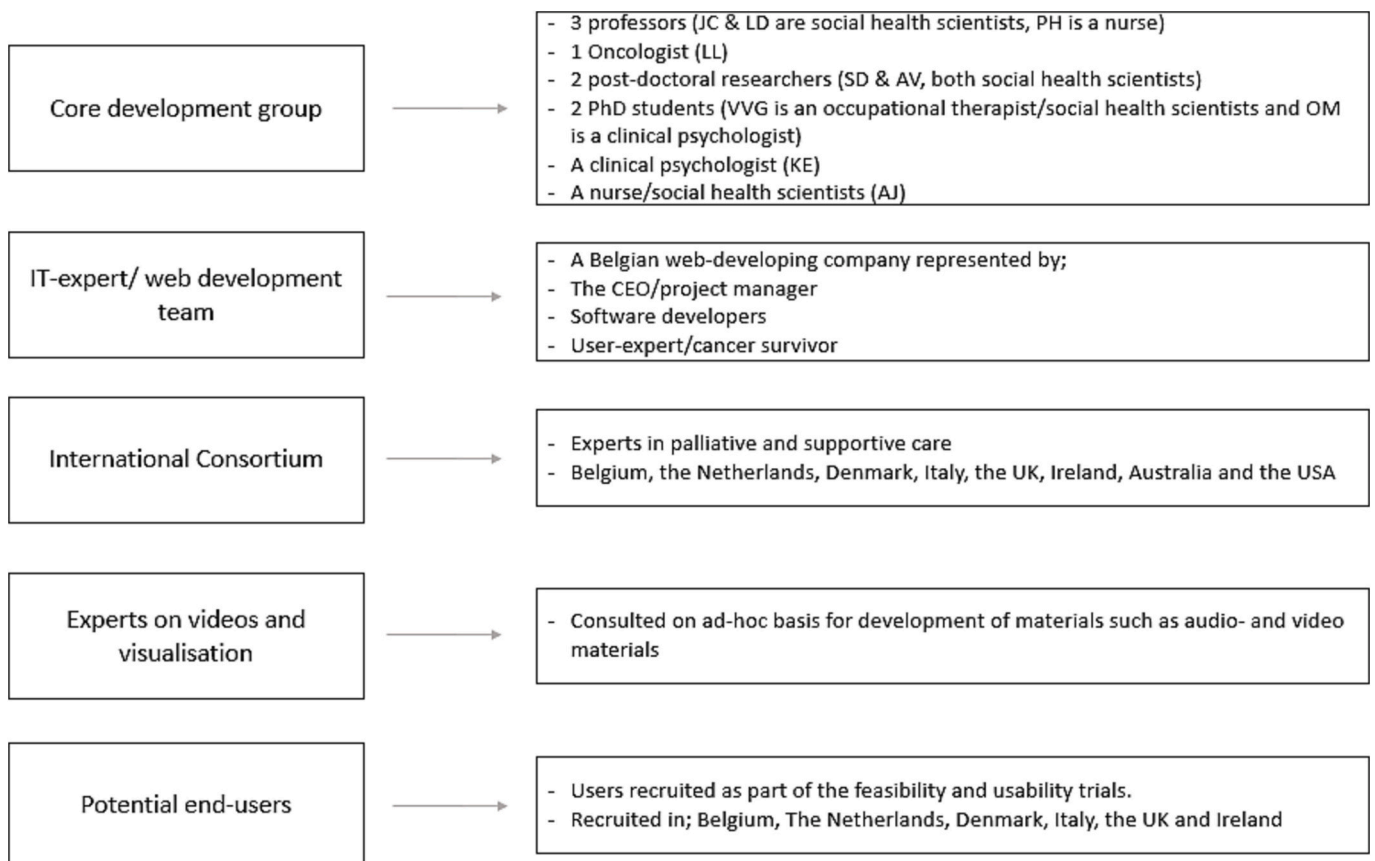 Core development group
- 3 professors (JC & LD are social health scientists, PH is a nurse)
- 1 Oncologist (LL)
- 2 post-doctoral researchers (SD & AV, both social health scientists)
- 2 PhD students (VVG is an occupational therapist/social health scientists and OM
is a clinical psychologist)
- A clinical psychologist (KE)
- A nurse/social health scientists (AJ)
IT-expert/ web development
team
- A Belgian web-developing company represented by;
- The CEO/project manager
- Software developers
- User-expert/cancer survivor
International Consortium
- Experts in palliative and supportive care
- Belgium, the Netherlands, Denmark, Italy, the UK, Ireland, Australia and the USA
Experts on videos and
visualisation
- Consulted on ad-hoc basis for development of materials such as audio- and video
materials
Potential end-users
- Users recruited as part of the feasibility and usability trials.
- Recruited in; Belgium, The Netherlands, Denmark, Italy, the UK and Ireland